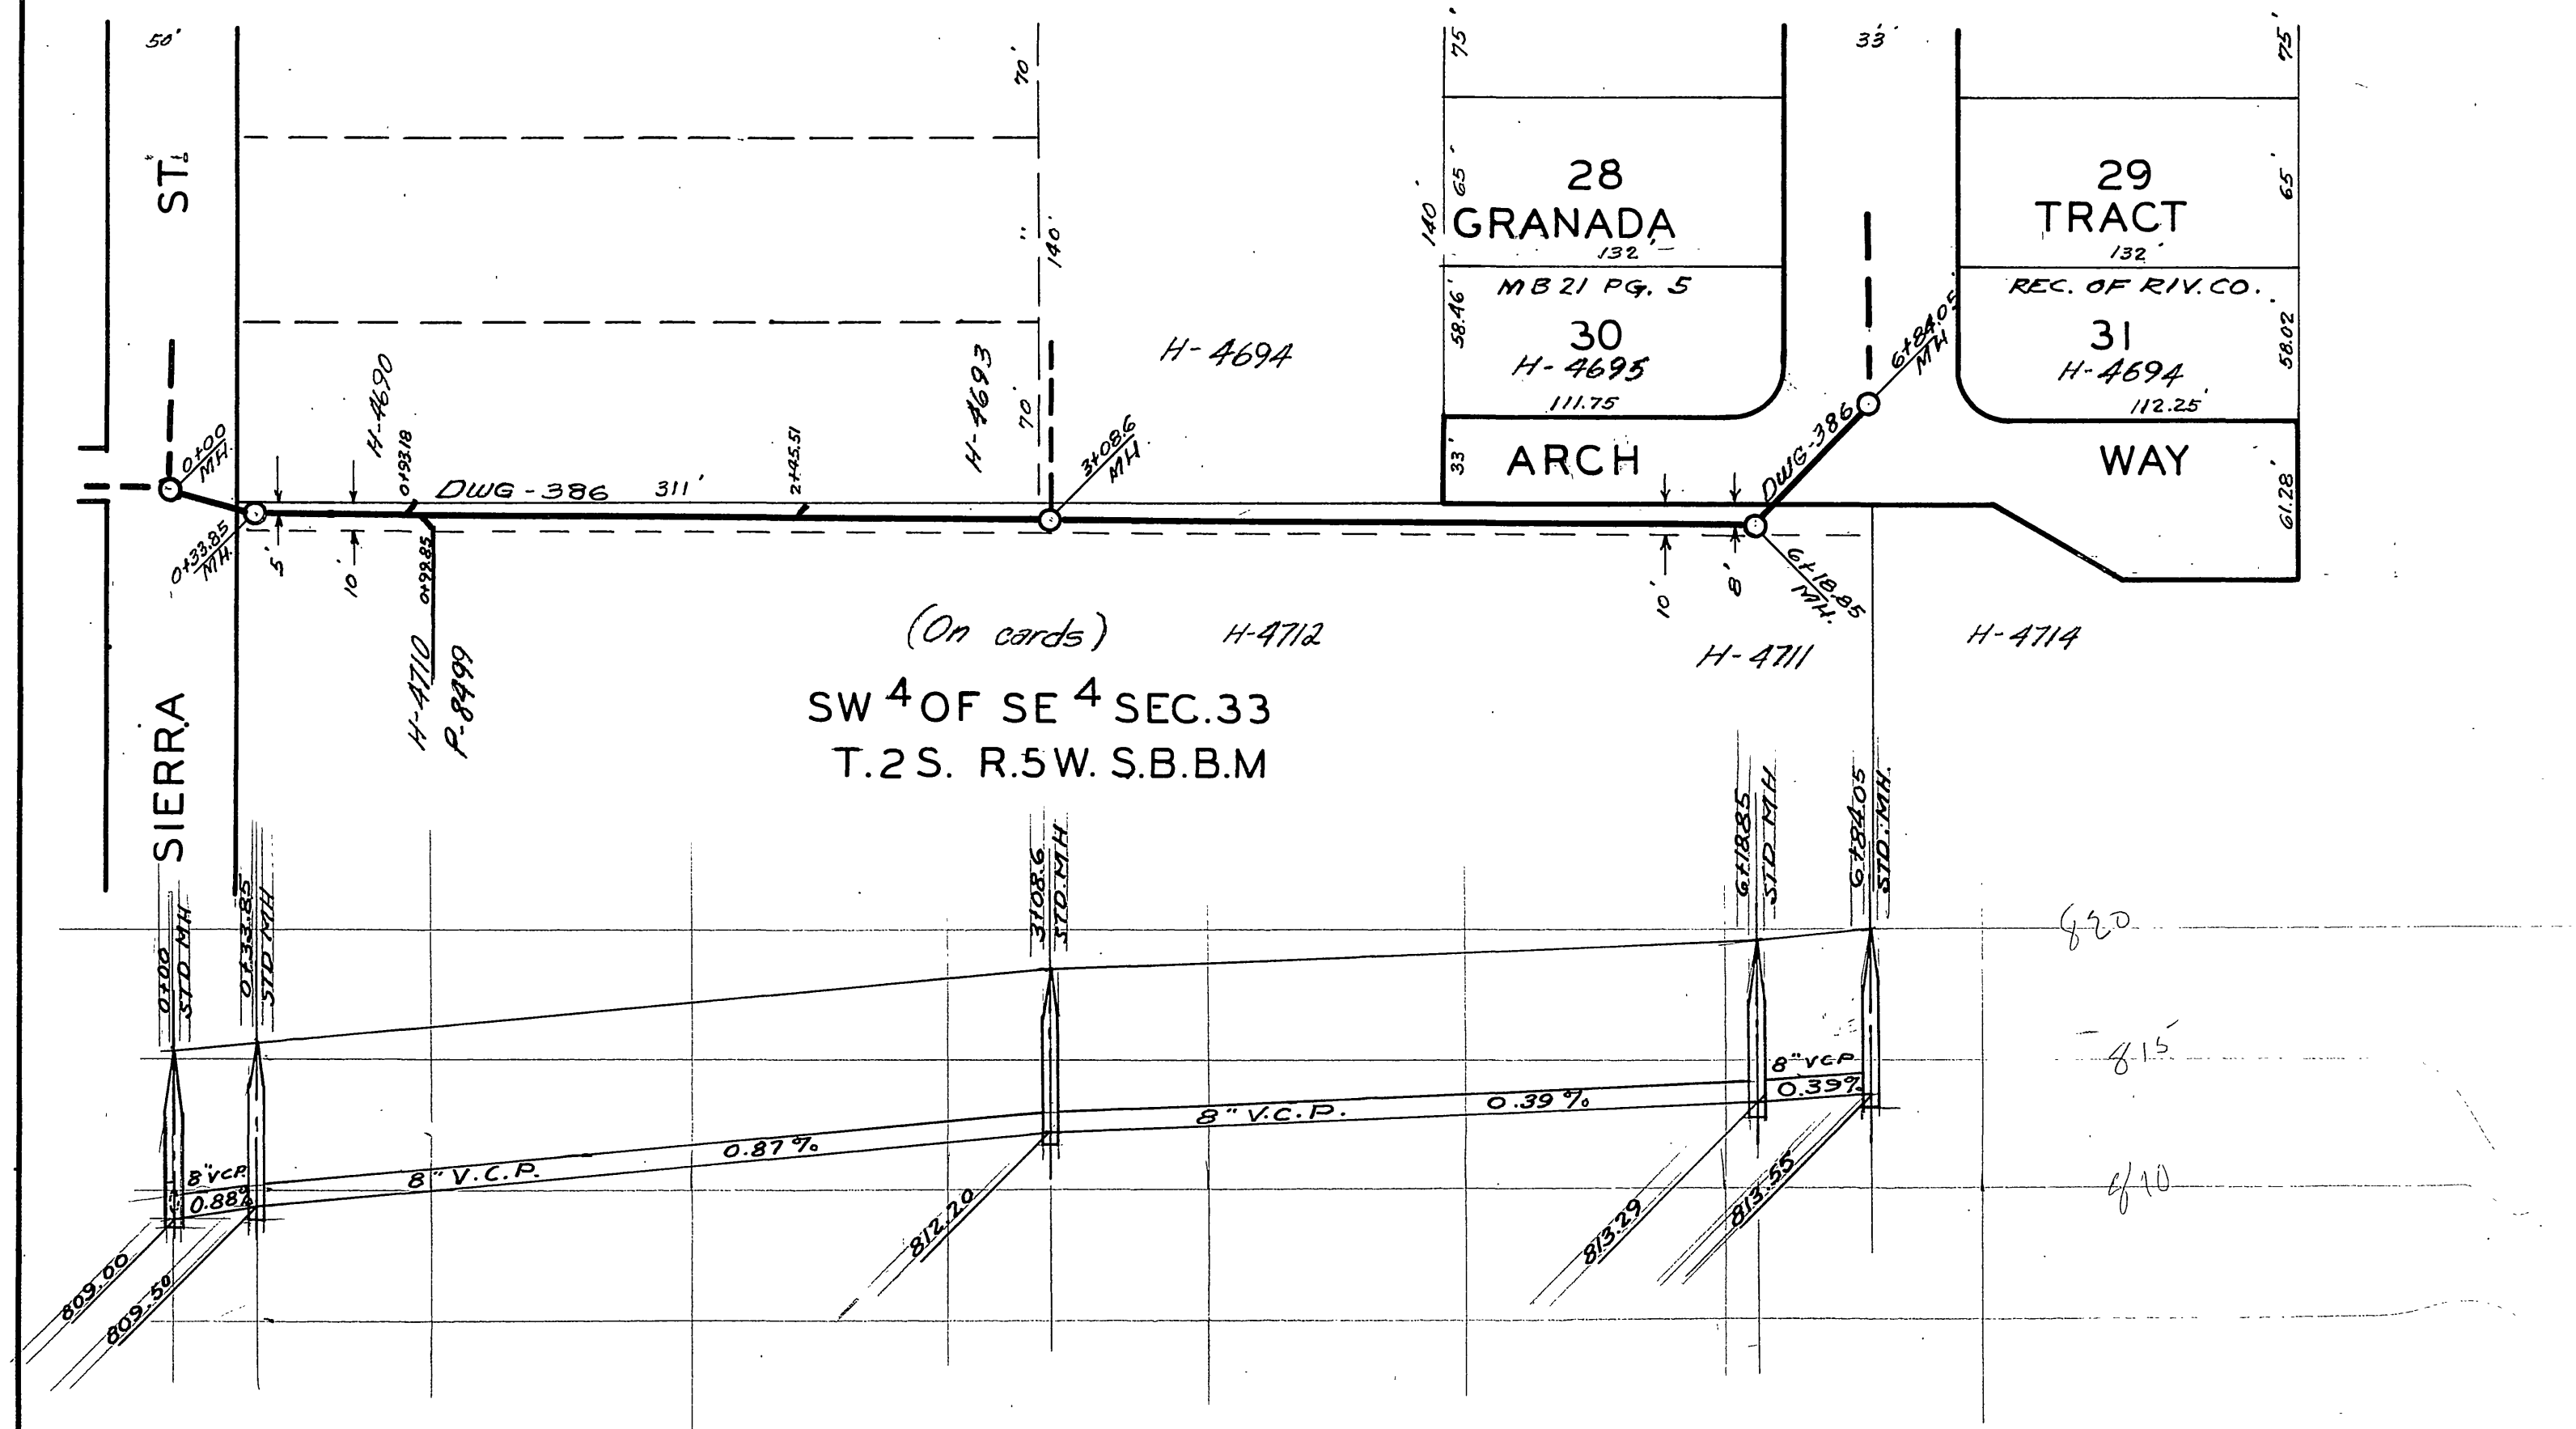 50'
70'
75'
33'
75'
ST.
28
GRANADA
132'
65'
140'
29
TRACT
132'
65'
140'
MB 21 PG. 5
30
H-4695
111.75
58.46'
REC. OF RIV. CO.
31
H-4694
112.25'
58.02'
H-4690
H-4693
70'
H-4694
0+00
MH.
0+93.18
DWG-386
311'
2+45.51
3+08.6
MH
6+84.05
MH
DWG-386
33'
ARCH
WAY
61.28'
0+33.85
MH.
5'
10'
0+99.85
10'
8'
6+18.85
MH.
H-4710
P-8499
(On cards)
H-4712
H-4711
H-4714
SW 4 OF SE 4 SEC.33
T.2 S. R.5 W. S.B.B.M
SIERRA
0+00
STD MH
0+33.85
STD MH
3+08.6
STD. MH
6+18.85
STD MH
6+84.05
STD. MH.
820
815
810
8" VCP.
0.88%
8" V.C.P.
0.87%
8" V.C.P.
0.39%
8" VCP
0.39%
809.00
809.50
812.20
813.29
813.55